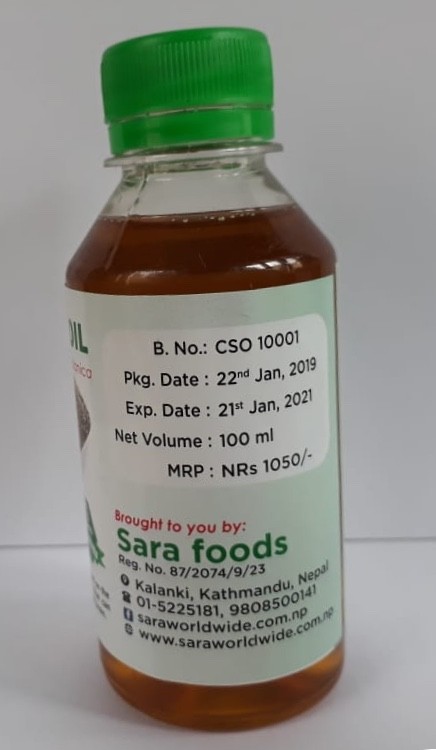 OIL
B. No.: CSO 10001
Pkg. Date : 22nd Jan, 2019
Exp. Date : 21st Jan, 2021
Net Volume : 100 ml
MRP : NRs 1050/-
Brought to you by:
Sara foods
Reg. No. 87/2074/9/23
Kalanki, Kathmandu, Nepal
01-5225181, 9808500141
saraworldwide.com.np
www.saraworldwide.com.np